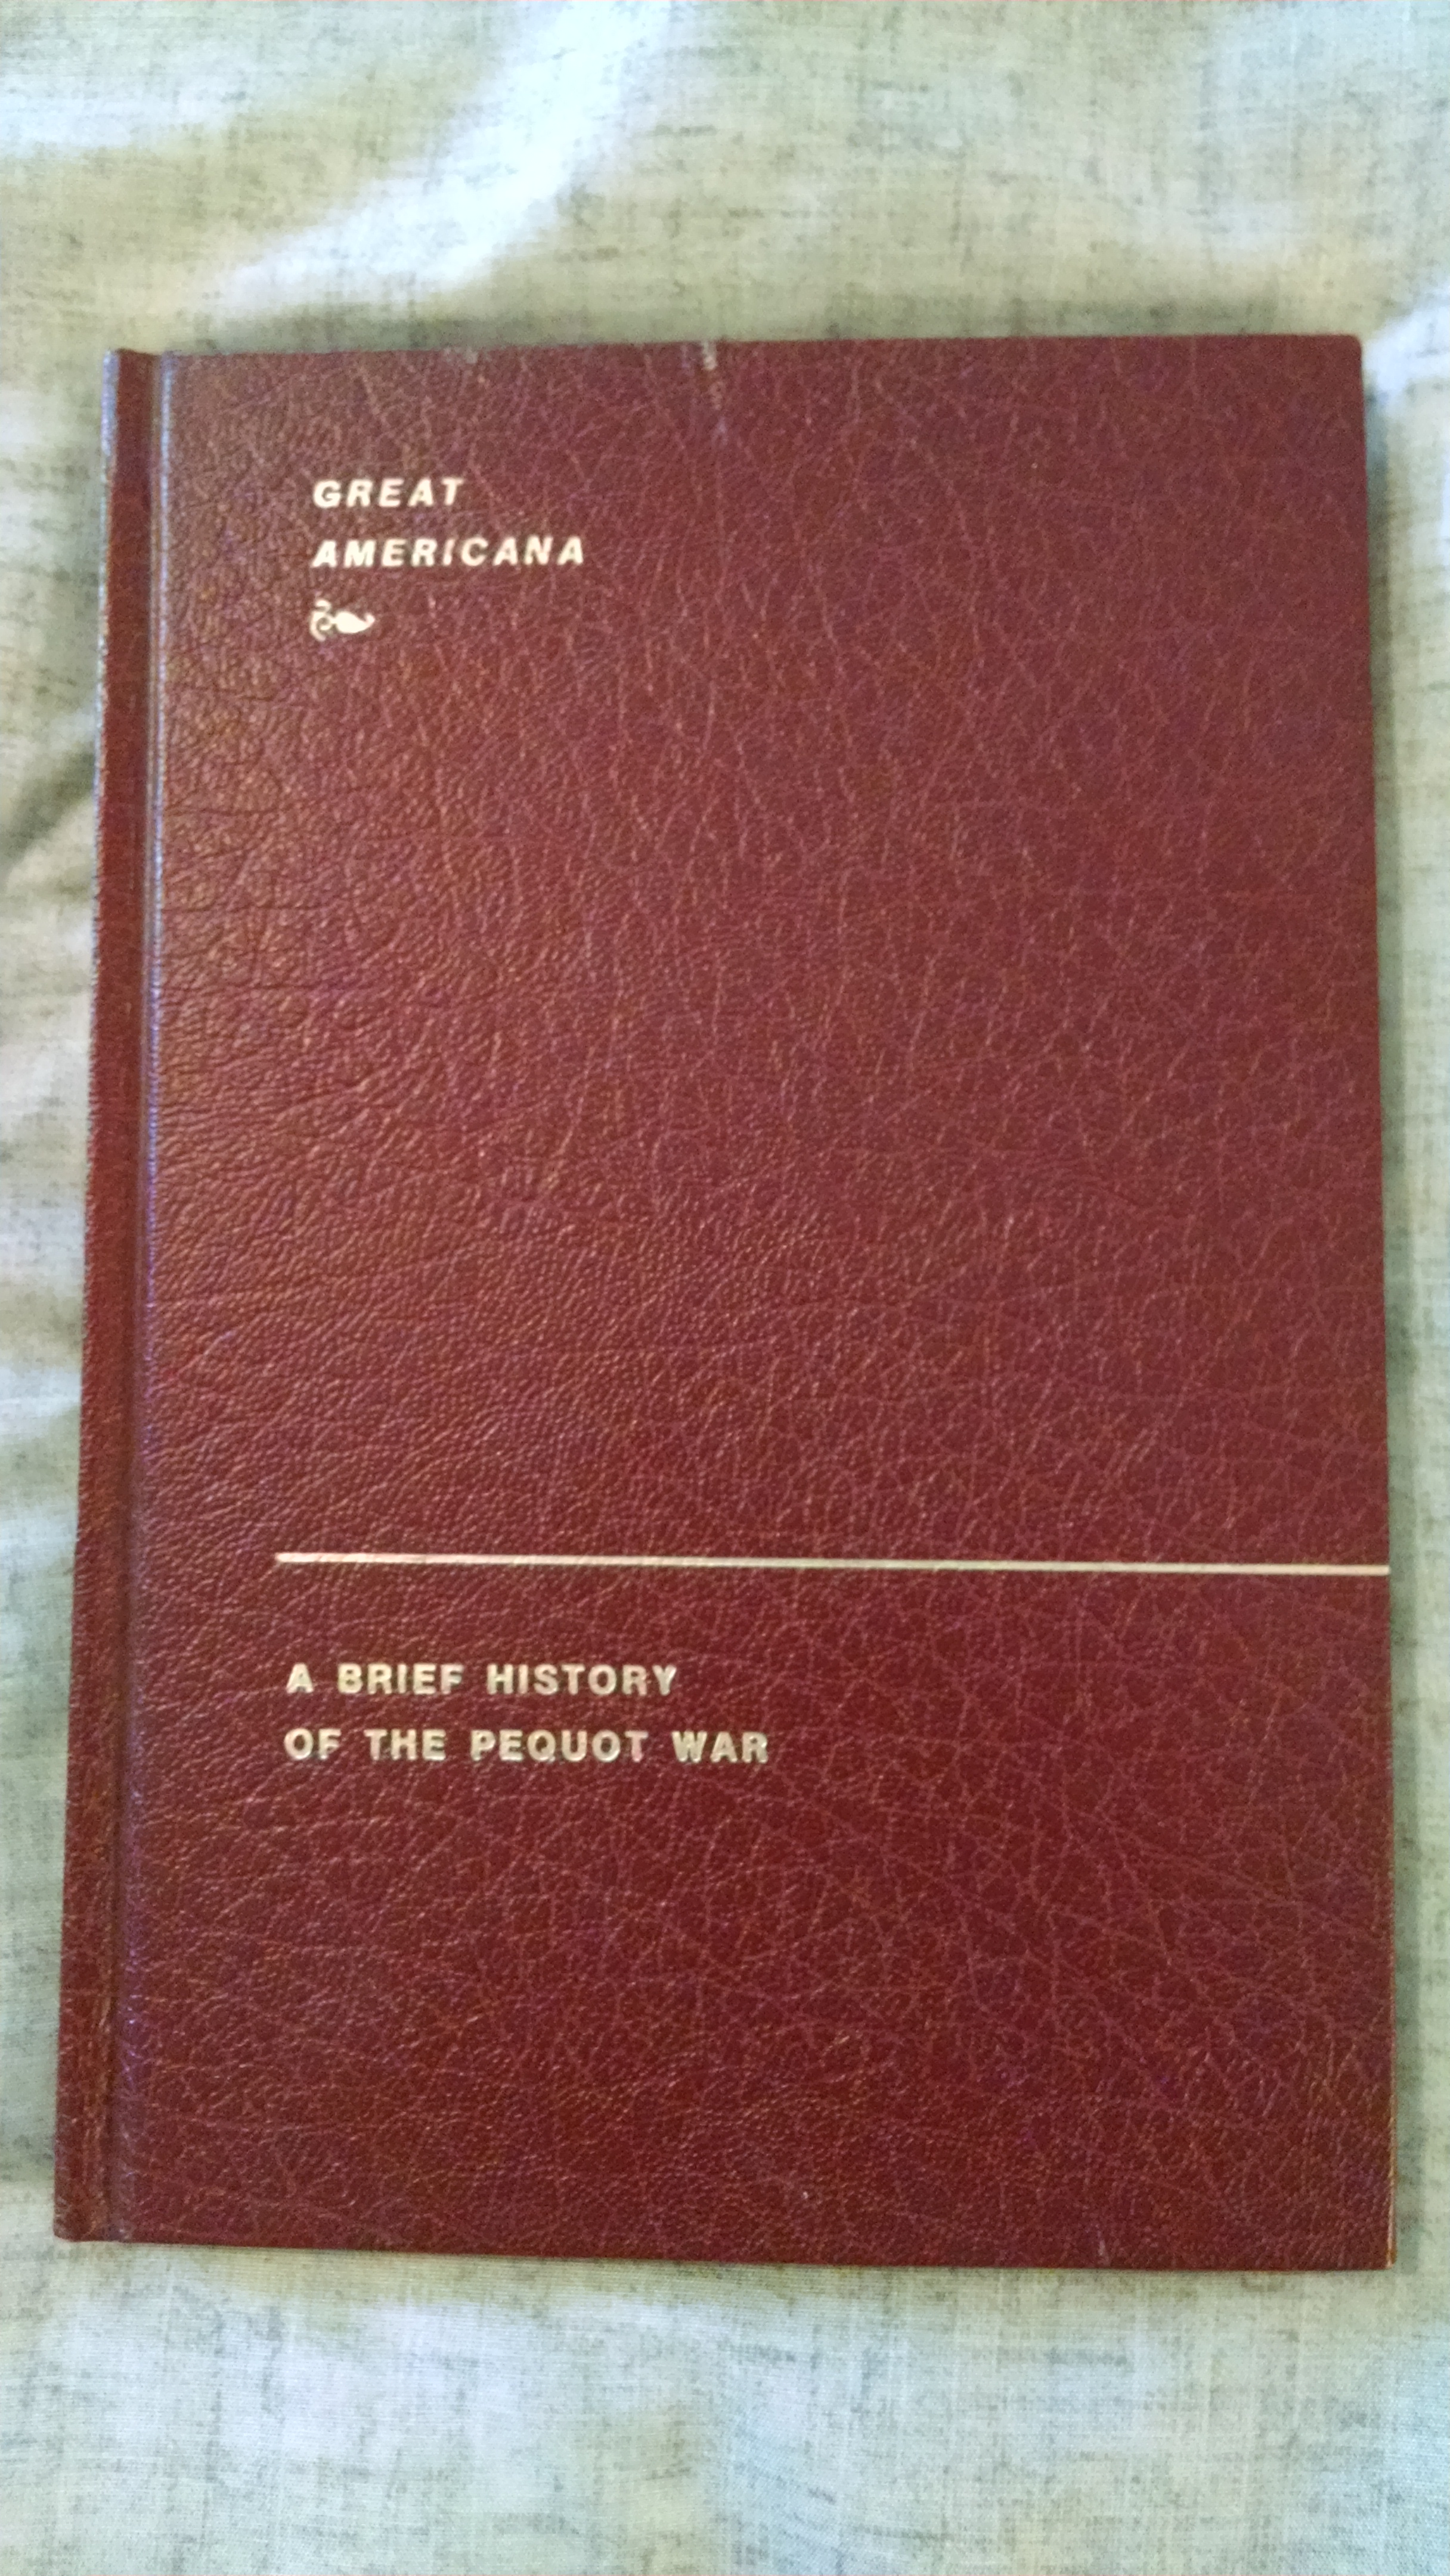 GREAT
AMERICANA
A BRIEF HISTORY
OF THE PEQUOT WAR